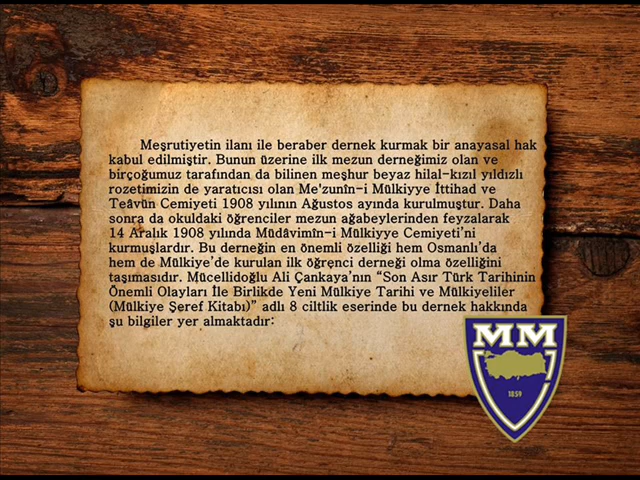 Meşrutiyetin ilanı ile beraber dernek kurmak bir anayasal hak
kabul edilmiştir. Bunun üzerine ilk mezun derneğimiz olan ve
birçoğumuz tarafından da bilinen meşhur beyaz hilal-kızıl yıldızlı
rozetimizin de yaratıcısı olan Me'zunîn-i Mülkiyye İttihad ve
Teâvün Cemiyeti 1908 yılının Ağustos ayında kurulmuştur. Daha
sonra da okuldaki öğrenciler mezun ağabeylerinden feyzalarak
14 Aralık 1908 yılında Müdâvimîn-i Mülkiyye Cemiyeti’ni
kurmuşlardır. Bu derneğin en önemli özelliği hem Osmanlı’da
hem de Mülkiye’de kurulan ilk öğrenci derneği olma özelliğini
taşımasıdır. Mücellidoğlu Ali Çankaya’nın “Son Asır Türk Tarihinin
Önemli Olayları İle Birlikde Yeni Mülkiye Tarihi ve Mülkiyeliler
(Mülkiye Şeref Kitabı)” adlı 8 ciltlik eserinde bu dernek hakkında
şu bilgiler yer almaktadır:
MM
1859